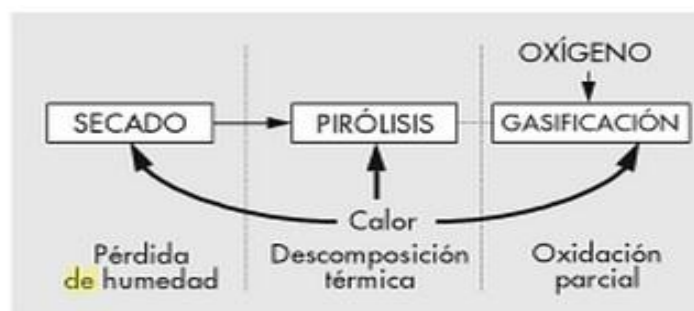 OXÍGENO
SECADO
PIRÓLISIS
GASIFICACIÓN
Calor
Pérdida
de humedad
Descomposición
térmica
Oxidación
parcial